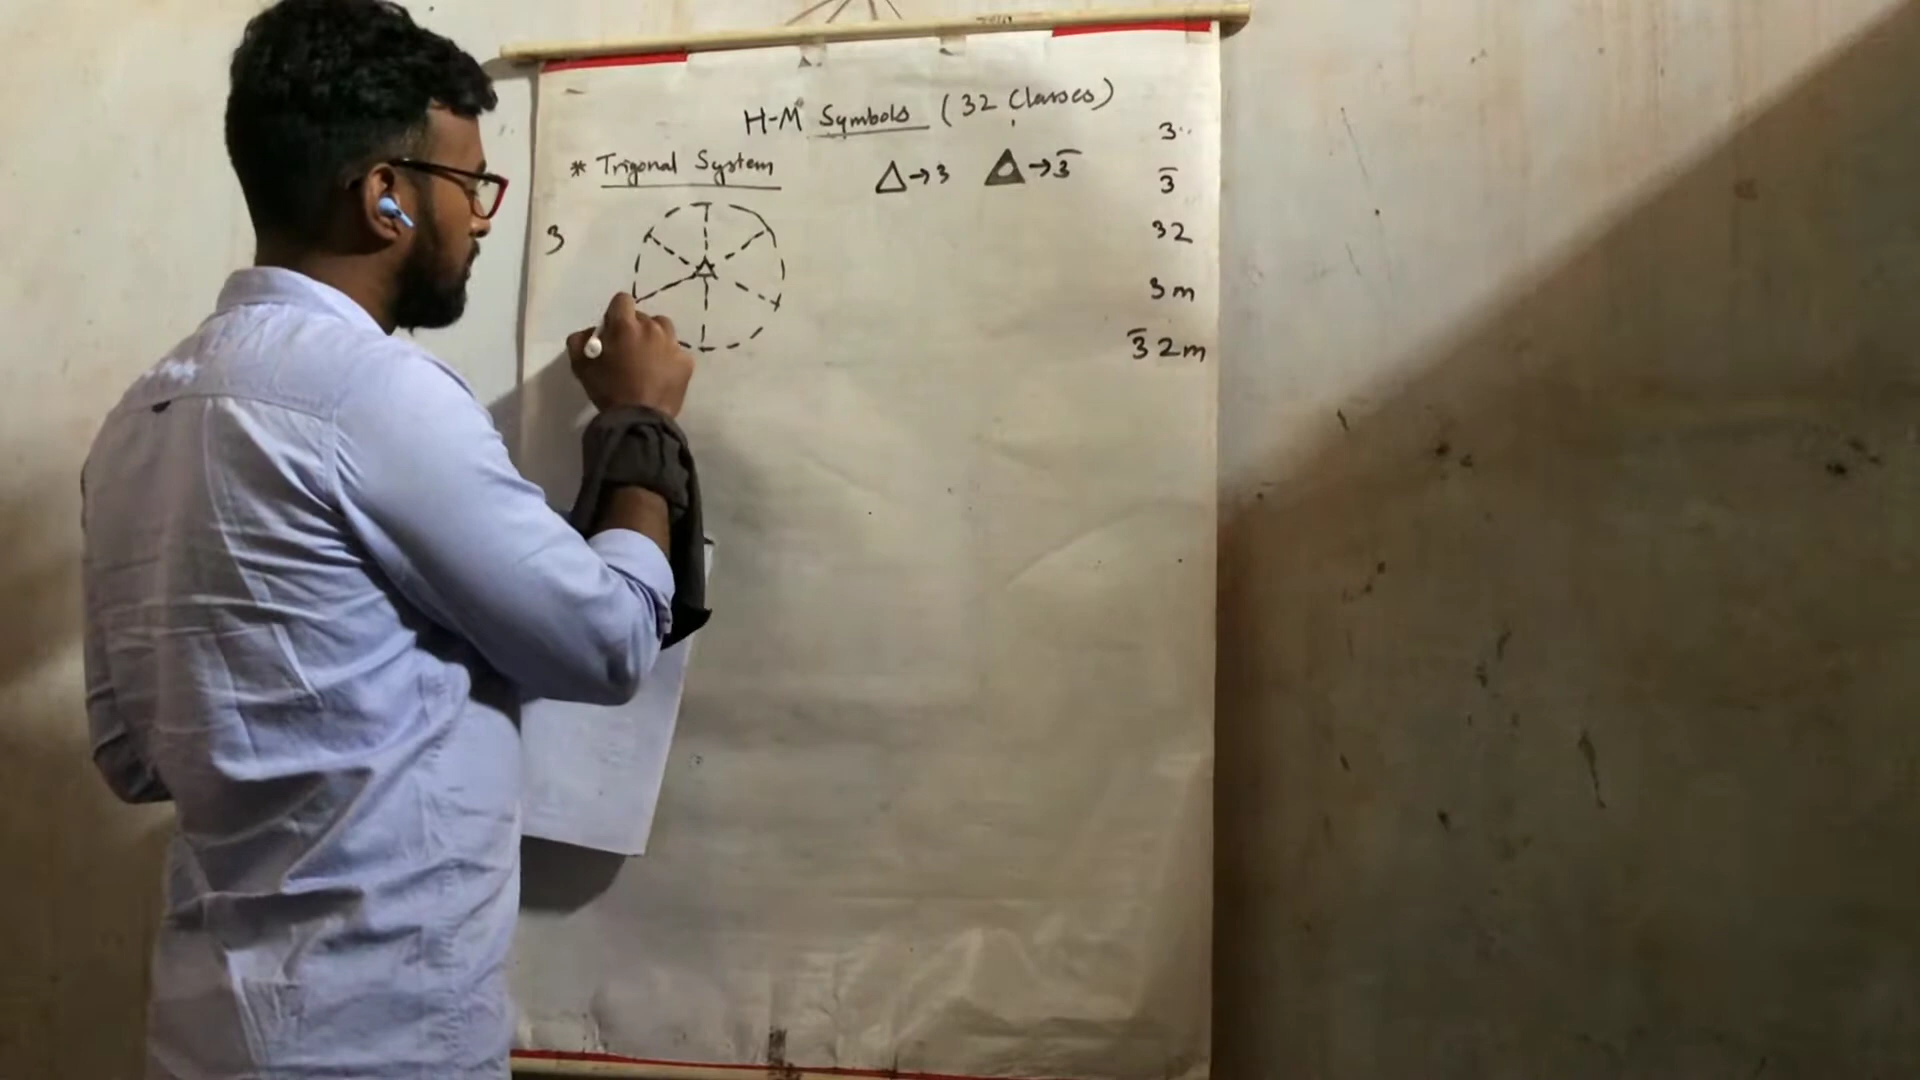 H-M Symbols (32 Classes)
* Trigonal System
△→3 △→3̅
3
3
3̅
32
3m
3̅2m